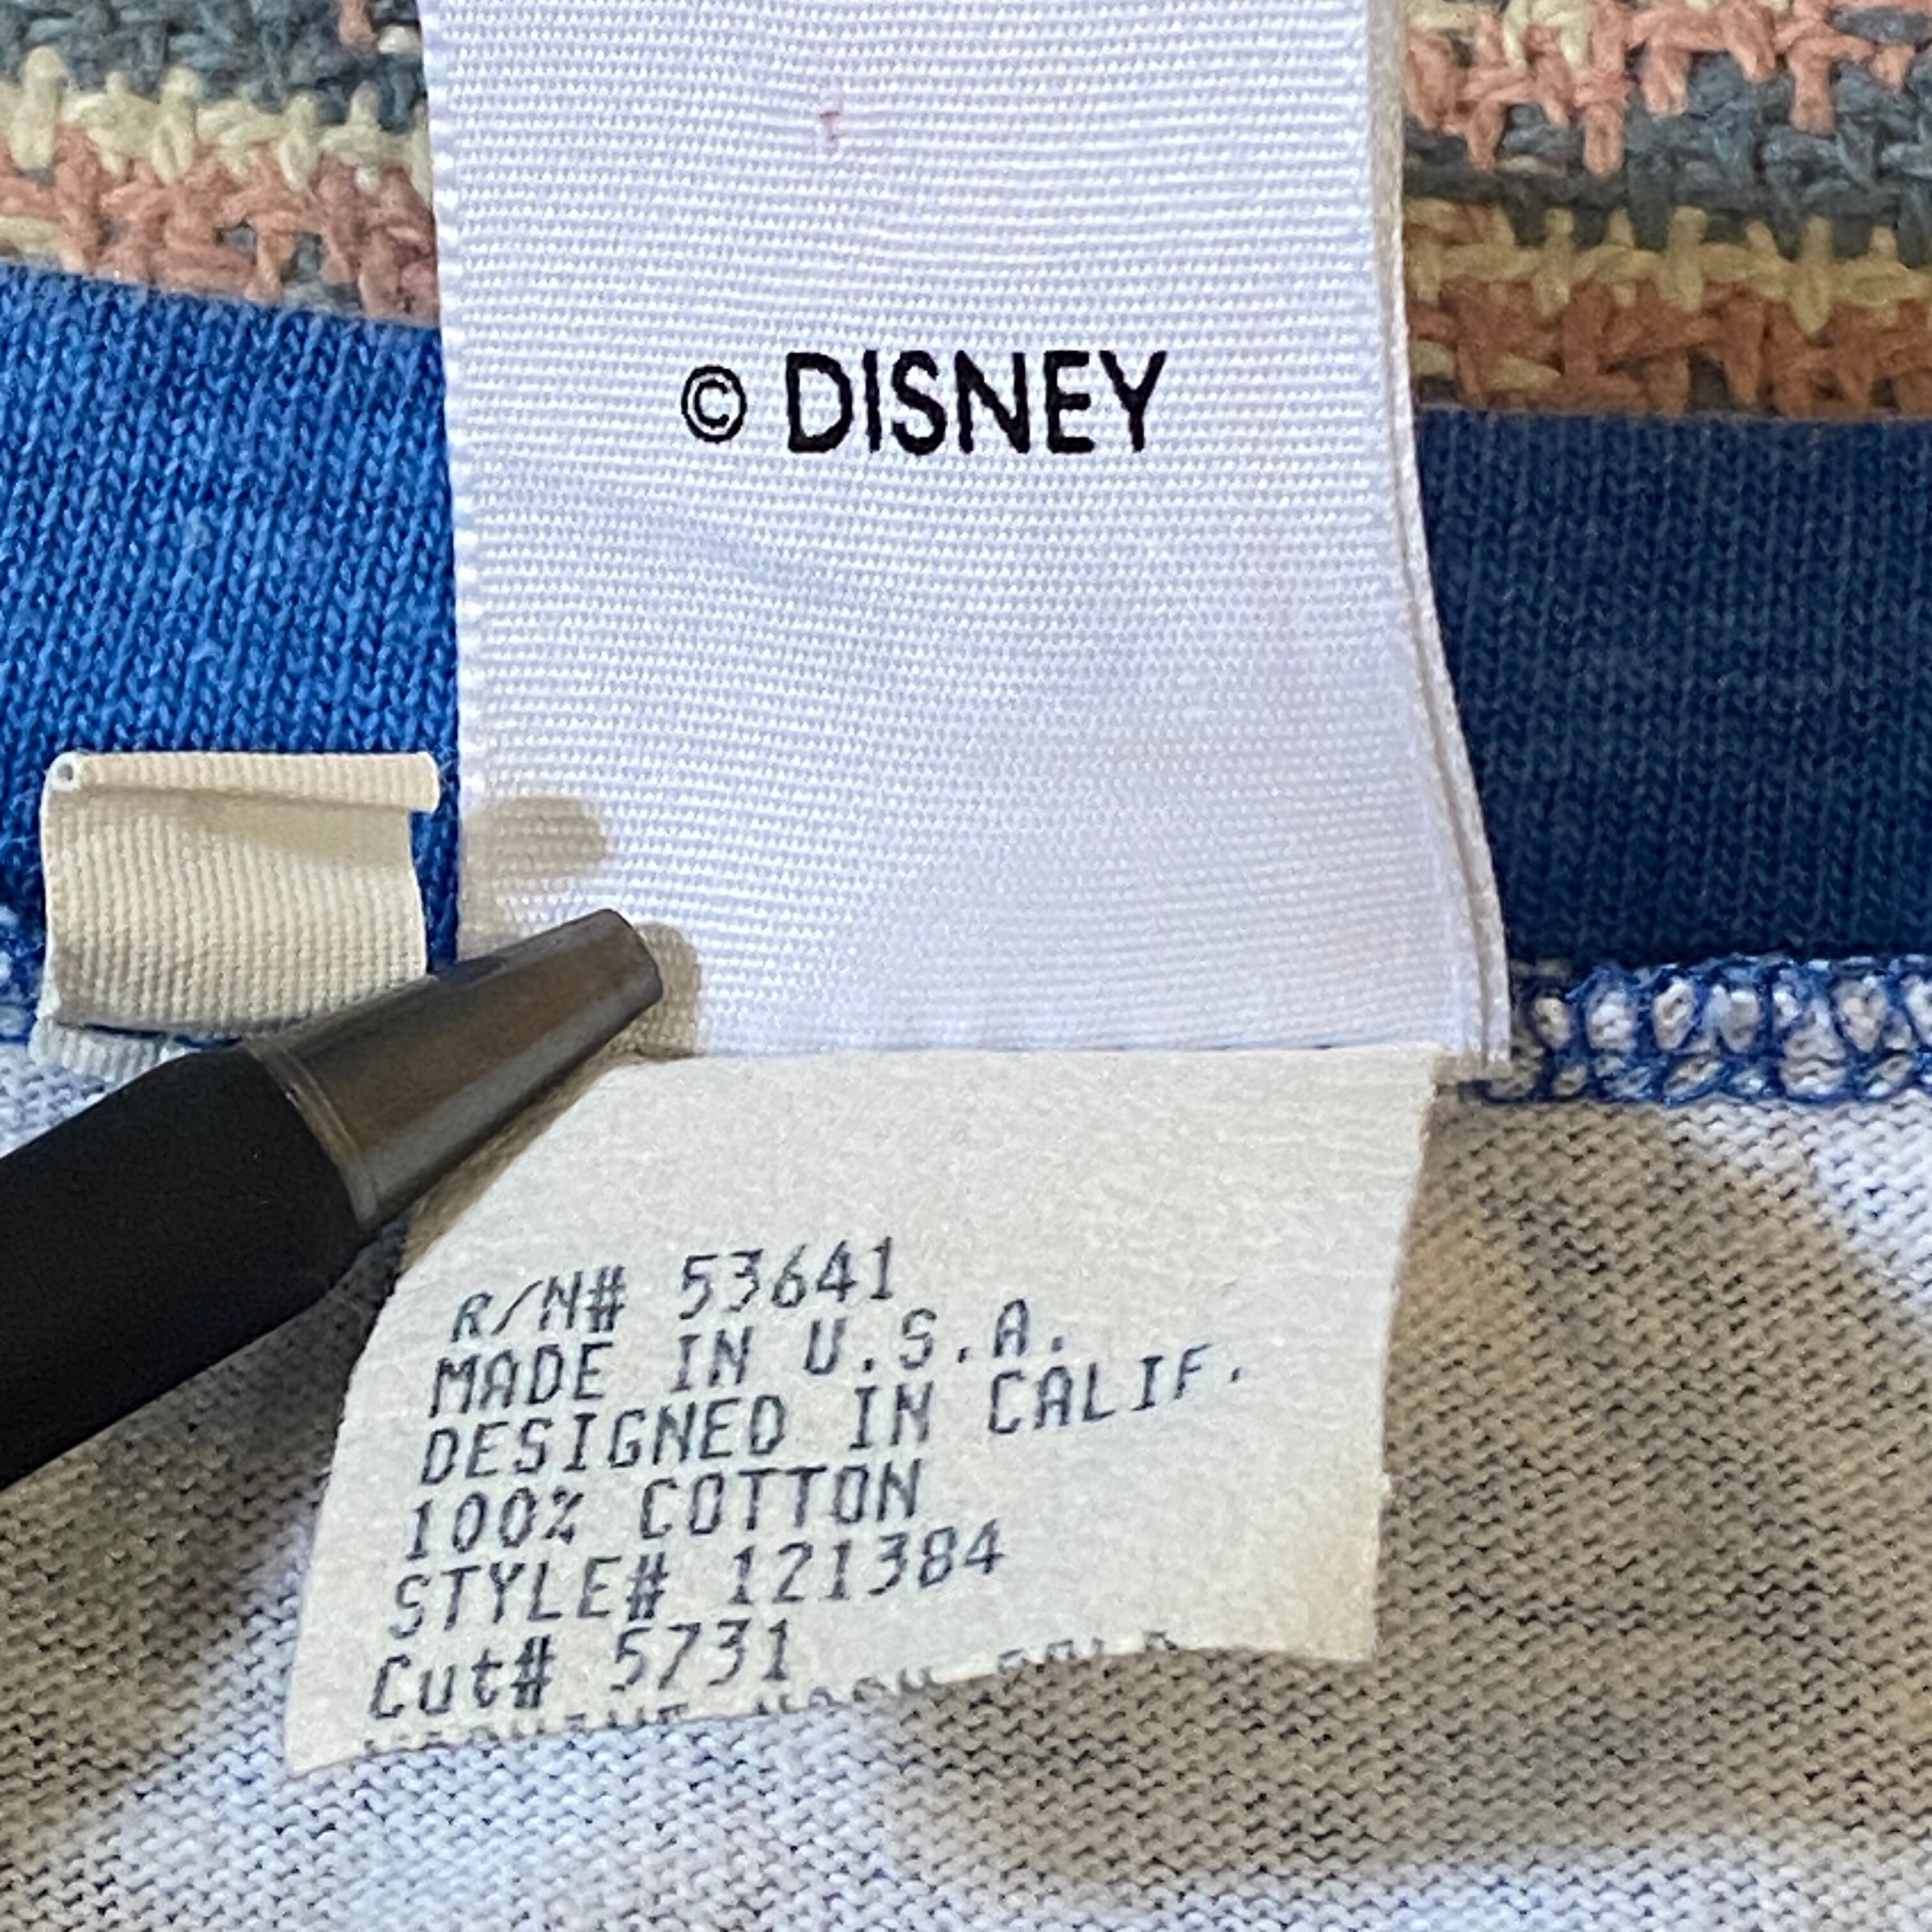 © DISNEY
R/N# 53641
MADE IN U.S.A.
DESIGNED IN CALIF.
100% COTTON
STYLE# 121384
Cut# 5731